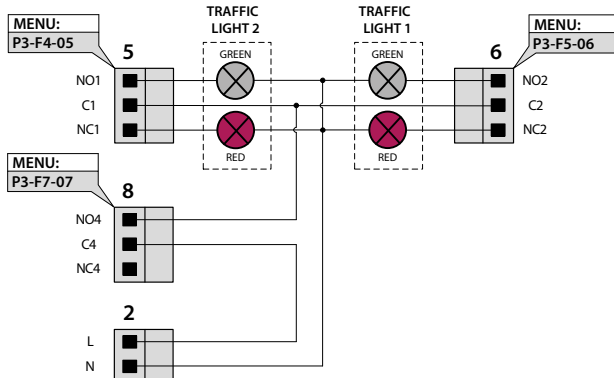 TRAFFIC
LIGHT 2
TRAFFIC
LIGHT 1
MENU:
P3-F4-05
MENU:
P3-F5-06
5
6
GREEN
GREEN
NO1
C1
NC1
NO2
C2
NC2
RED
RED
MENU:
P3-F7-07
8
NO4
C4
NC4
2
L
N